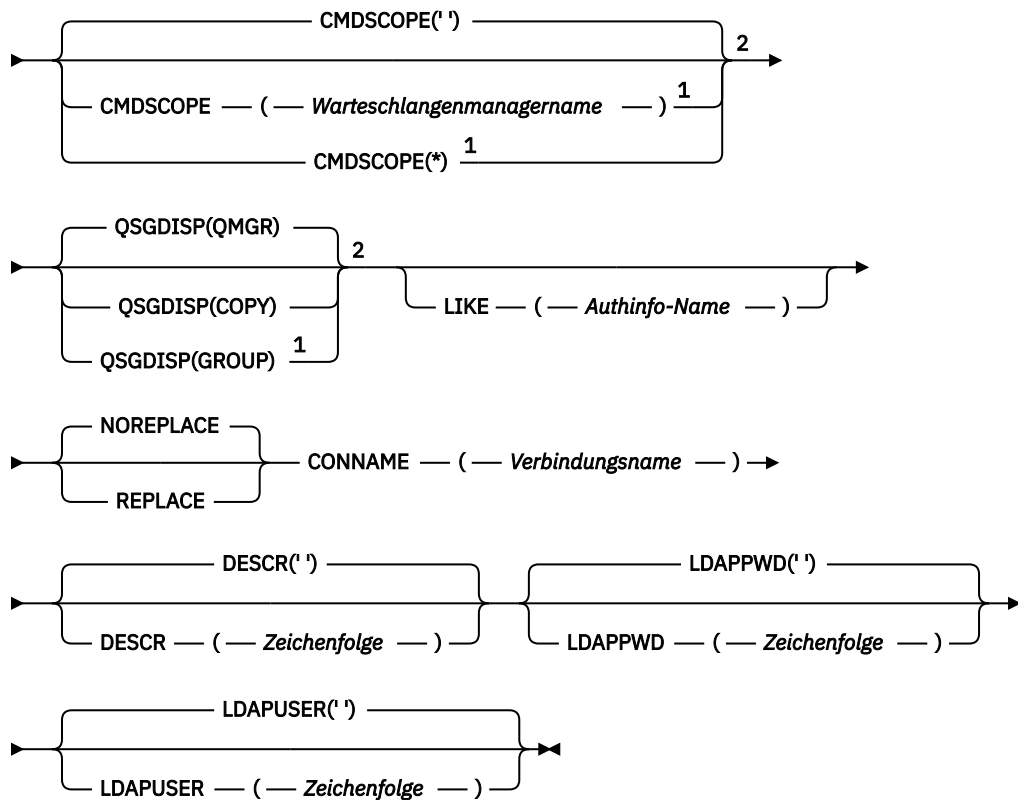 CMDSCOPE(' ')
2
CMDSCOPE ( Warteschlangenmanagername ) 1
CMDSCOPE(*) 1
QSGDISP(QMGR)
2
QSGDISP(COPY)
LIKE ( Authinfo-Name )
QSGDISP(GROUP) 1
NOREPLACE
CONNAME ( Verbindungsname )
REPLACE
DESCR(' ') LDAPPWD(' ')
DESCR ( Zeichenfolge ) LDAPPWD ( Zeichenfolge )
LDAPUSER(' ')
LDAPUSER ( Zeichenfolge )